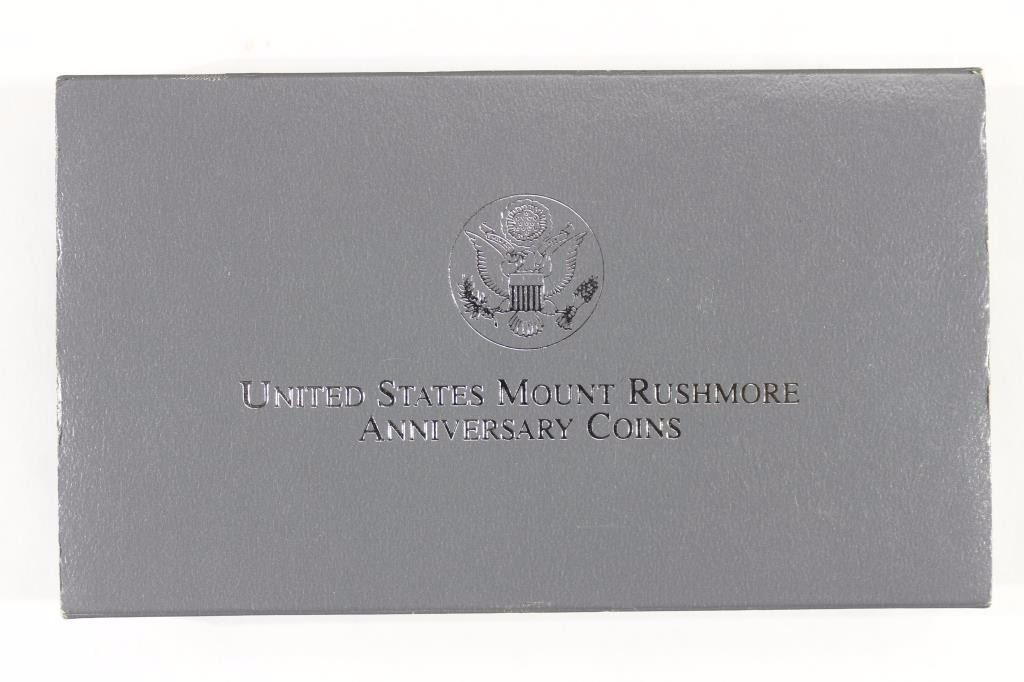 United States Mount Rushmore
Anniversary Coins